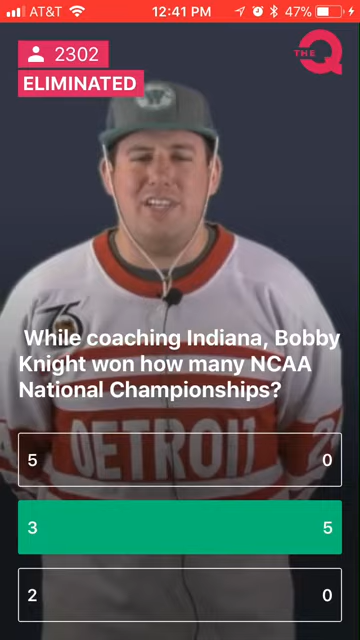 AT&T 12:41 PM 47%
2302
THE Q
ELIMINATED
W
75
While coaching Indiana, Bobby
Knight won how many NCAA
National Championships?
5 0
DETROIT
3 5
2 0